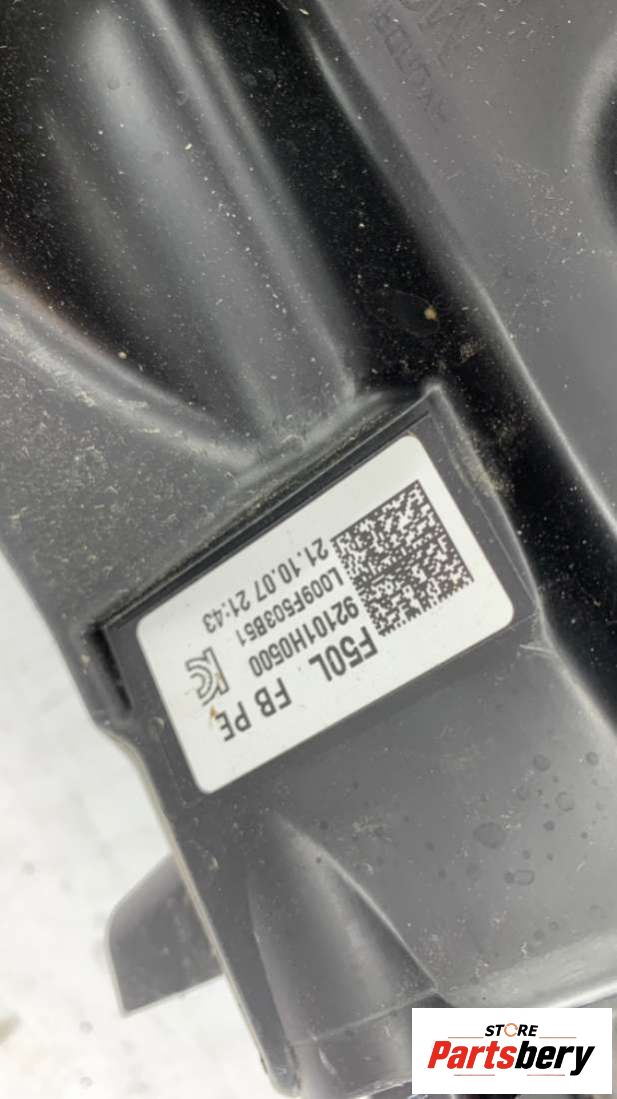 F50L FB PE
92101H0500
L009F503B51
21.10.07 21:43
STORE
Partsbery